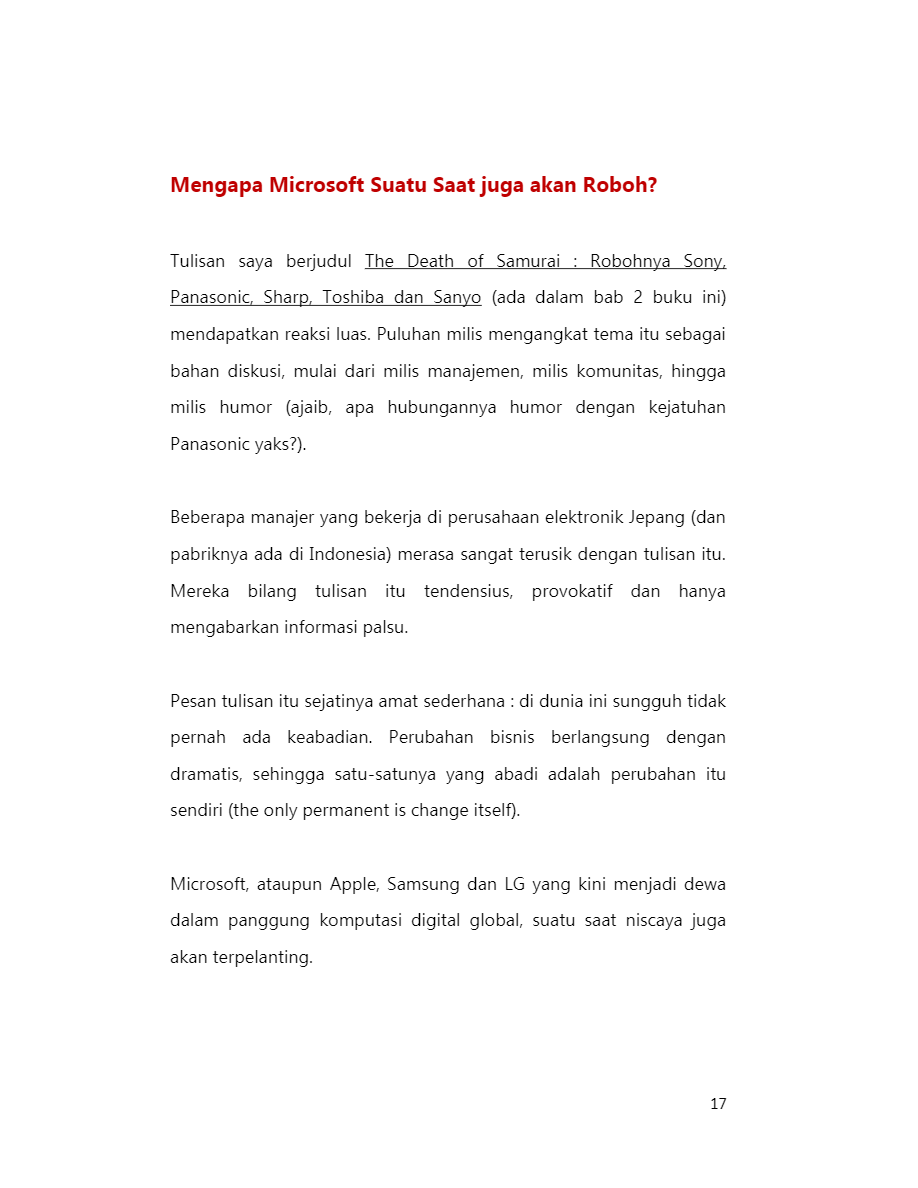 Mengapa Microsoft Suatu Saat juga akan Roboh?
Tulisan saya berjudul The Death of Samurai : Robohnya Sony,
Panasonic, Sharp, Toshiba dan Sanyo (ada dalam bab 2 buku ini)
mendapatkan reaksi luas. Puluhan milis mengangkat tema itu sebagai
bahan diskusi, mulai dari milis manajemen, milis komunitas, hingga
milis humor (ajaib, apa hubungannya humor dengan kejatuhan
Panasonic yaks?).
Beberapa manajer yang bekerja di perusahaan elektronik Jepang (dan
pabriknya ada di Indonesia) merasa sangat terusik dengan tulisan itu.
Mereka bilang tulisan itu tendensius, provokatif dan hanya
mengabarkan informasi palsu.
Pesan tulisan itu sejatinya amat sederhana : di dunia ini sungguh tidak
pernah ada keabadian. Perubahan bisnis berlangsung dengan
dramatis, sehingga satu-satunya yang abadi adalah perubahan itu
sendiri (the only permanent is change itself).
Microsoft, ataupun Apple, Samsung dan LG yang kini menjadi dewa
dalam panggung komputasi digital global, suatu saat niscaya juga
akan terpelanting.
17